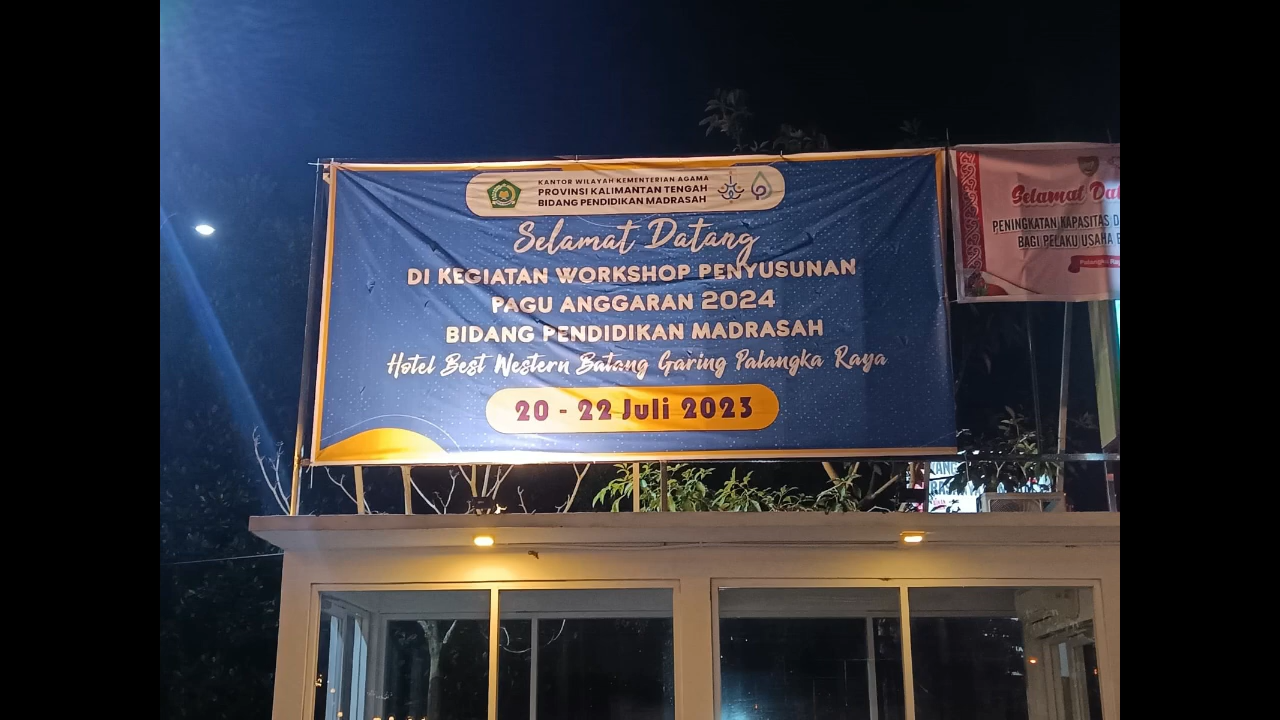 KANTOR WILAYAH KEMENTERIAN AGAMA
PROVINSI KALIMANTAN TENGAH
BIDANG PENDIDIKAN MADRASAH
Selamat Datang
DI KEGIATAN WORKSHOP PENYUSUNAN
PAGU ANGGARAN 2024
BIDANG PENDIDIKAN MADRASAH
Hotel Best Western Batang Garing Palangka Raya
20 - 22 Juli 2023
Selamat
PENINGKATAN KAPASITAS
BAGI PELAKU USAHA
Palangka